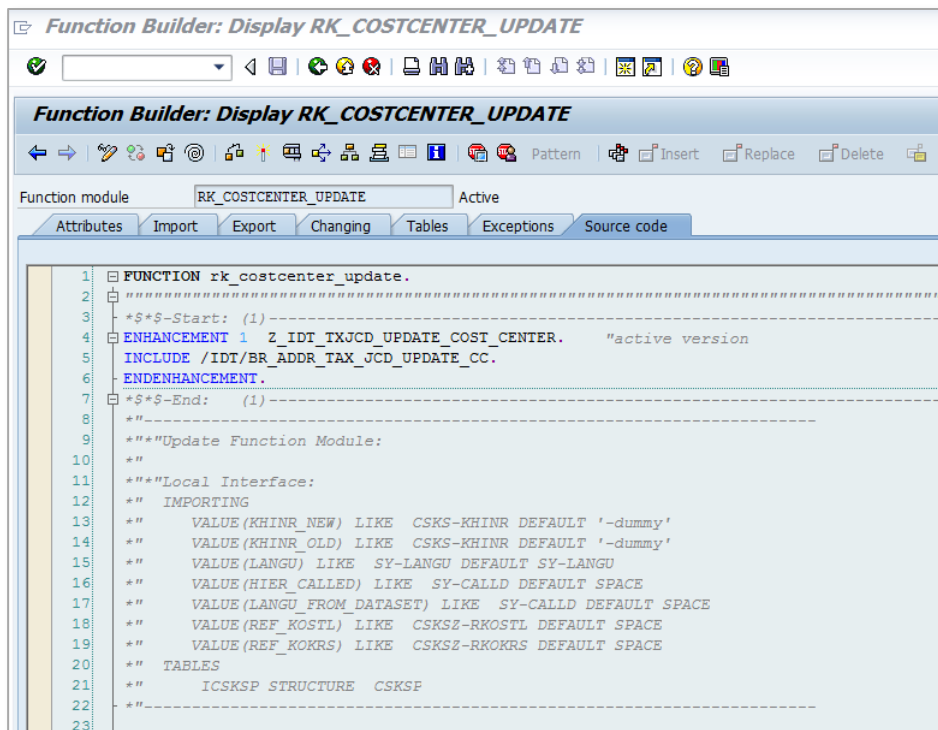 Function Builder: Display RK_COSTCENTER_UPDATE
Function Builder: Display RK_COSTCENTER_UPDATE
Pattern Insert Replace Delete
Function module RK_COSTCENTER_UPDATE Active
Attributes Import Export Changing Tables Exceptions Source code
1 FUNCTION rk_costcenter_update.
2 """"""""""""""""""""""""""""""""""""""""""""""""""""""""""""""""""""""""""""""""""""
3 *$*$-Start: (1)----------------------------------------------------------------------
4 ENHANCEMENT 1  Z_IDT_TXJCD_UPDATE_COST_CENTER.    "active version
5 INCLUDE /IDT/BR_ADDR_TAX_JCD_UPDATE_CC.
6 ENDENHANCEMENT.
7 *$*$-End:   (1)----------------------------------------------------------------------
8 *"----------------------------------------------------------------------
9 *"*"Update Function Module:
10 *"
11 *"*"Local Interface:
12 *"  IMPORTING
13 *"     VALUE(KHINR_NEW) LIKE  CSKS-KHINR DEFAULT '-dummy'
14 *"     VALUE(KHINR_OLD) LIKE  CSKS-KHINR DEFAULT '-dummy'
15 *"     VALUE(LANGU) LIKE  SY-LANGU DEFAULT SY-LANGU
16 *"     VALUE(HIER_CALLED) LIKE  SY-CALLD DEFAULT SPACE
17 *"     VALUE(LANGU_FROM_DATASET) LIKE  SY-CALLD DEFAULT SPACE
18 *"     VALUE(REF_KOSTL) LIKE  CSKSZ-RKOSTL DEFAULT SPACE
19 *"     VALUE(REF_KOKRS) LIKE  CSKSZ-RKOKRS DEFAULT SPACE
20 *"  TABLES
21 *"      ICSKSP STRUCTURE  CSKSP
22 *"----------------------------------------------------------------------
23